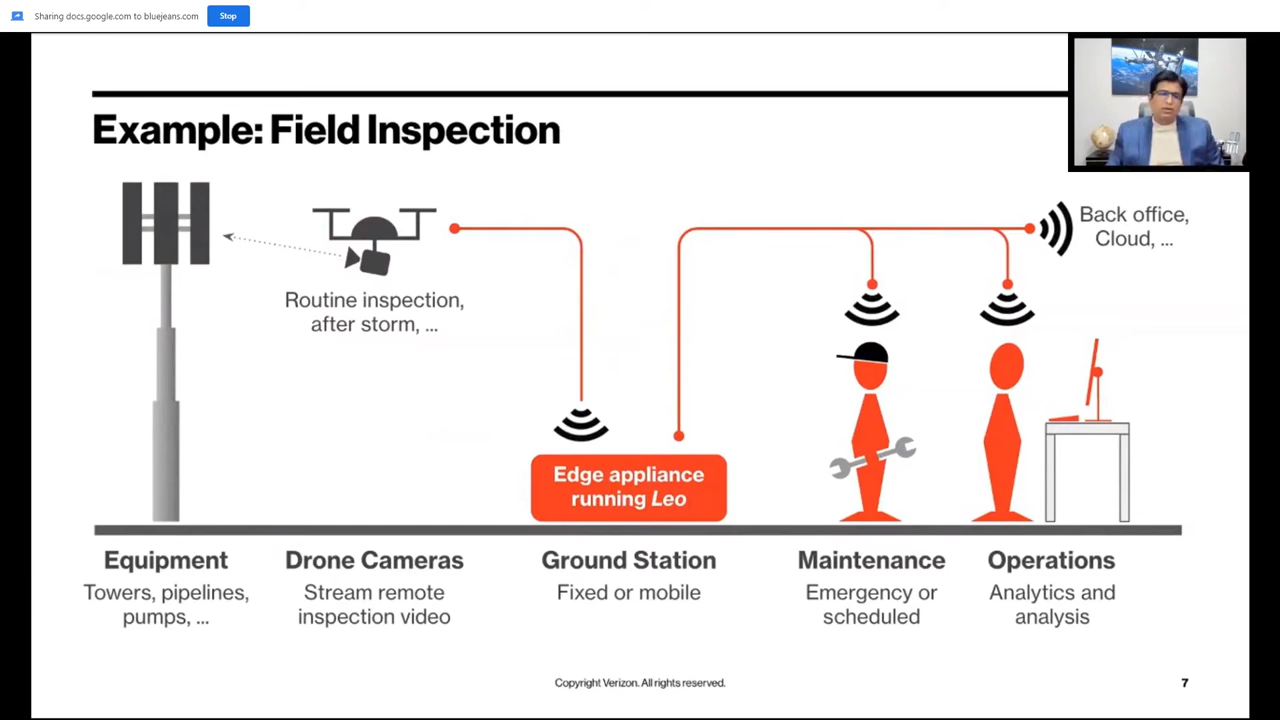 Sharing docs.google.com to bluejeans.com
Stop
Example: Field Inspection
Back office,
Cloud, ...
Routine inspection,
after storm, ...
Edge appliance
running Leo
Equipment
Towers, pipelines,
pumps, ...
Drone Cameras
Stream remote
inspection video
Ground Station
Fixed or mobile
Maintenance
Emergency or
scheduled
Operations
Analytics and
analysis
Copyright Verizon. All rights reserved.
7